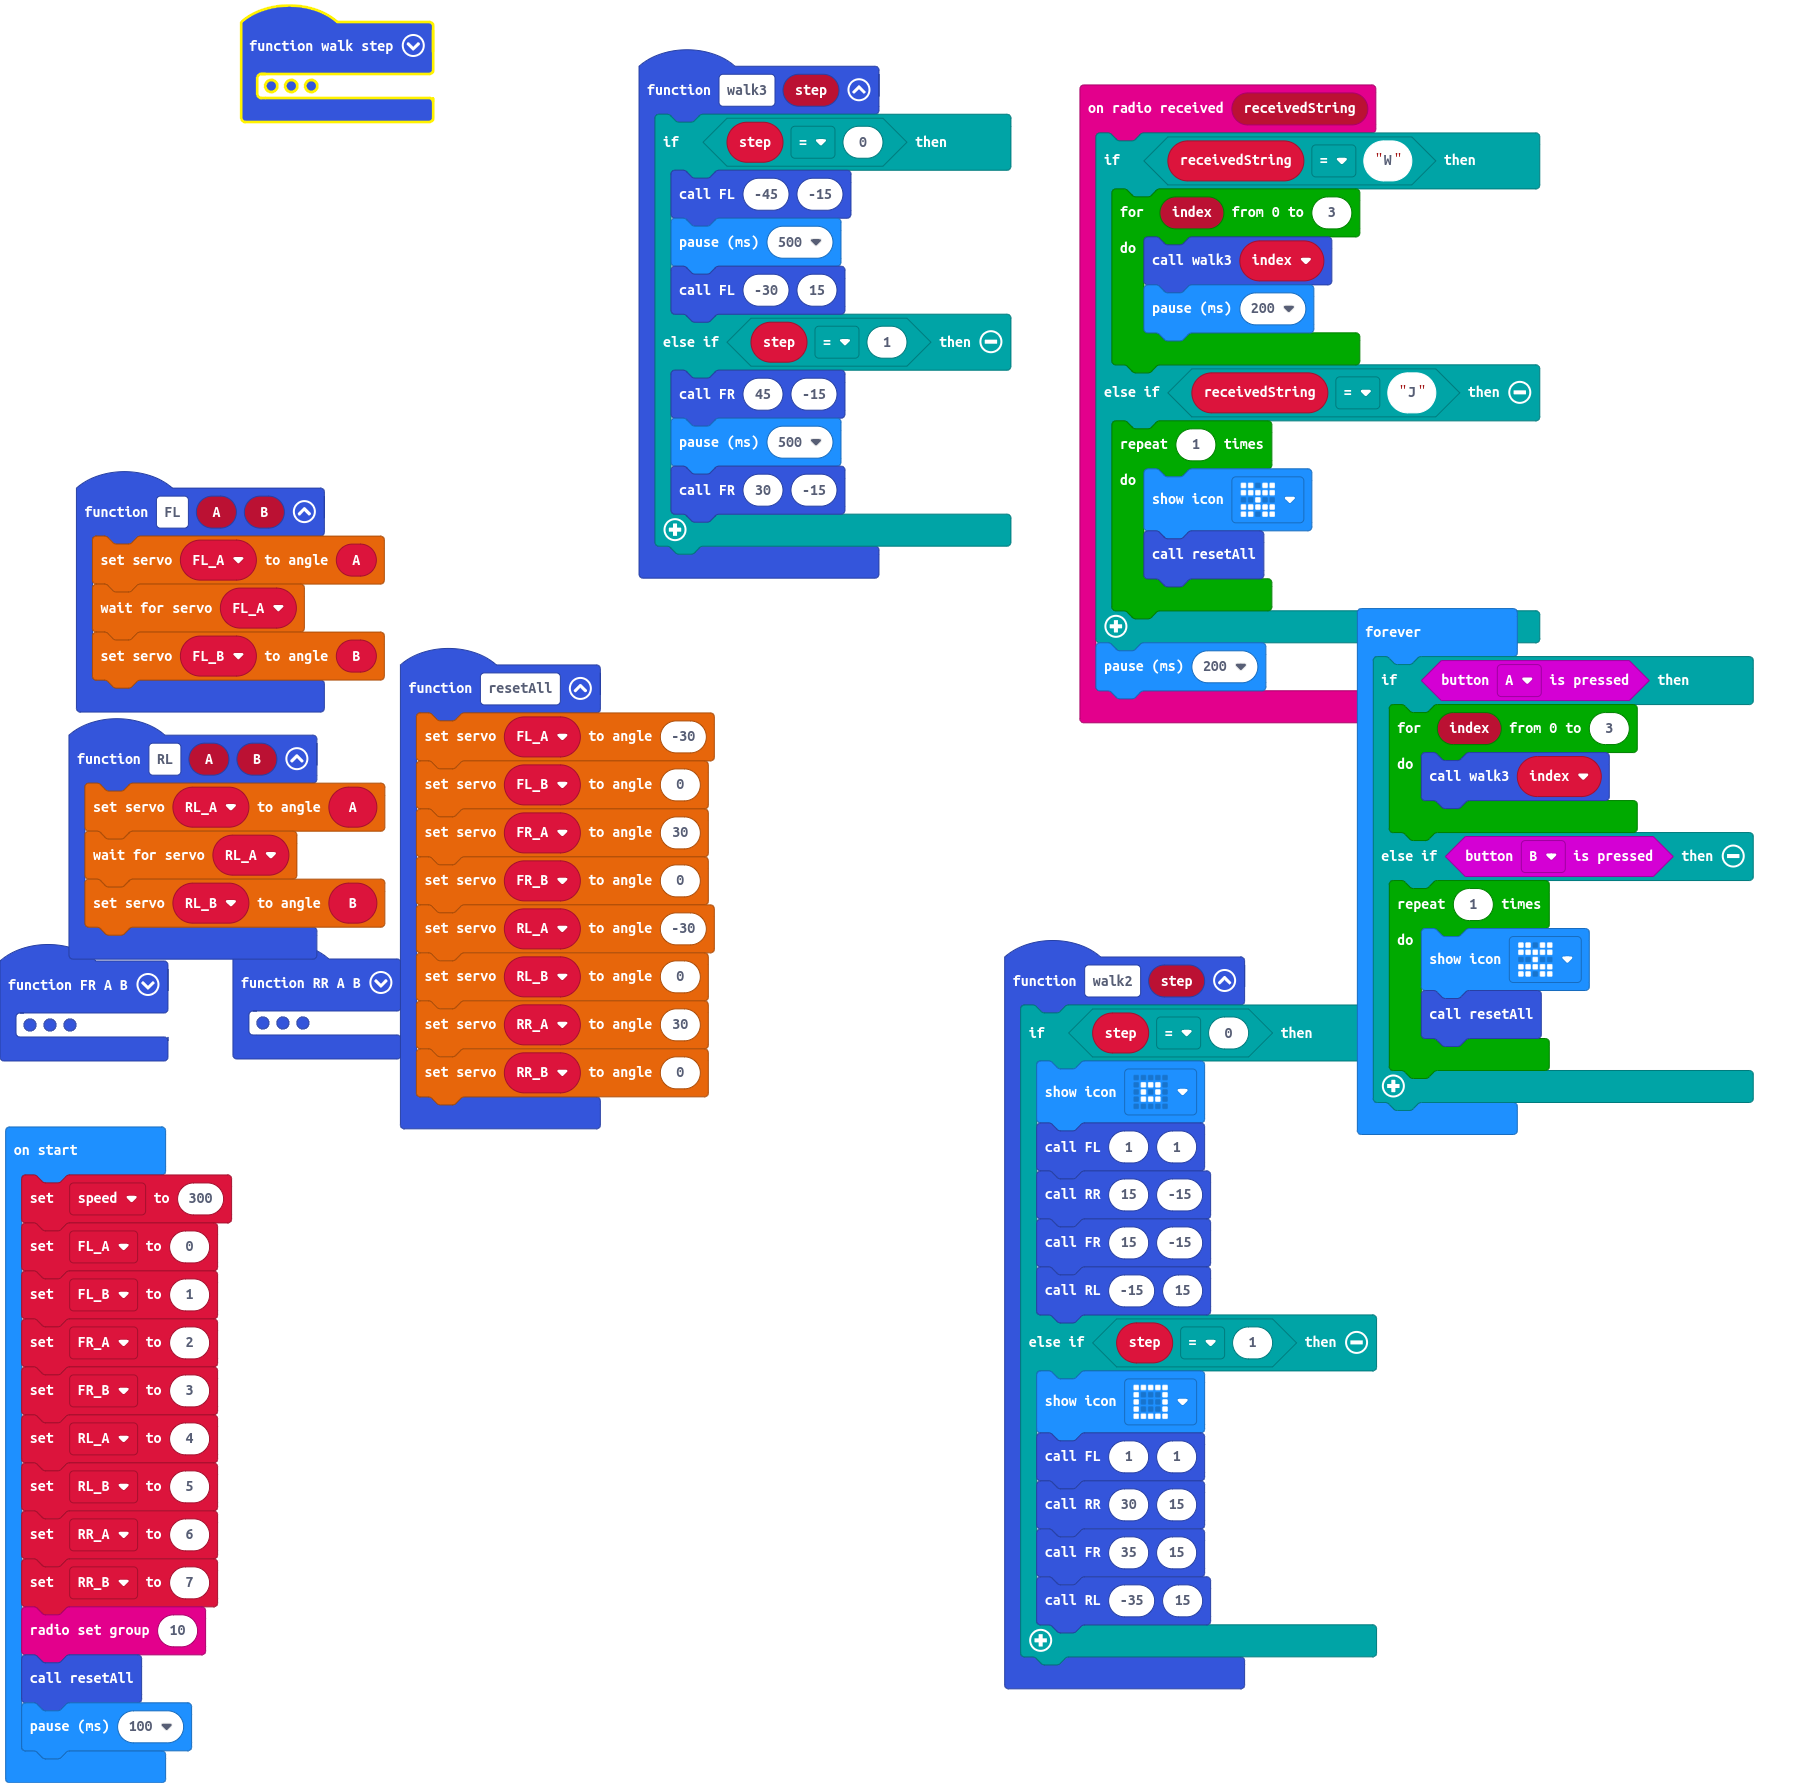 function walk step
function walk3 step
if step = 0 then
call FL -45 -15
pause (ms) 500
call FL -30 15
else if step = 1 then
call FR 45 -15
pause (ms) 500
call FR 30 -15
on radio received receivedString
if receivedString = "W" then
for index from 0 to 3
do
call walk3 index
pause (ms) 200
else if receivedString = "J" then
repeat 1 times
do
show icon
call resetAll
pause (ms) 200
function FL A B
set servo FL_A to angle A
wait for servo FL_A
set servo FL_B to angle B
function RL A B
set servo RL_A to angle A
wait for servo RL_A
set servo RL_B to angle B
function FR A B
function RR A B
function resetAll
set servo FL_A to angle -30
set servo FL_B to angle 0
set servo FR_A to angle 30
set servo FR_B to angle 0
set servo RL_A to angle -30
set servo RL_B to angle 0
set servo RR_A to angle 30
set servo RR_B to angle 0
forever
if button A is pressed then
for index from 0 to 3
do
call walk3 index
else if button B is pressed then
repeat 1 times
do
show icon
call resetAll
function walk2 step
if step = 0 then
show icon
call FL 1 1
call RR 15 -15
call FR 15 -15
call RL -15 15
else if step = 1 then
show icon
call FL 1 1
call RR 30 15
call FR 35 15
call RL -35 15
on start
set speed to 300
set FL_A to 0
set FL_B to 1
set FR_A to 2
set FR_B to 3
set RL_A to 4
set RL_B to 5
set RR_A to 6
set RR_B to 7
radio set group 10
call resetAll
pause (ms) 100